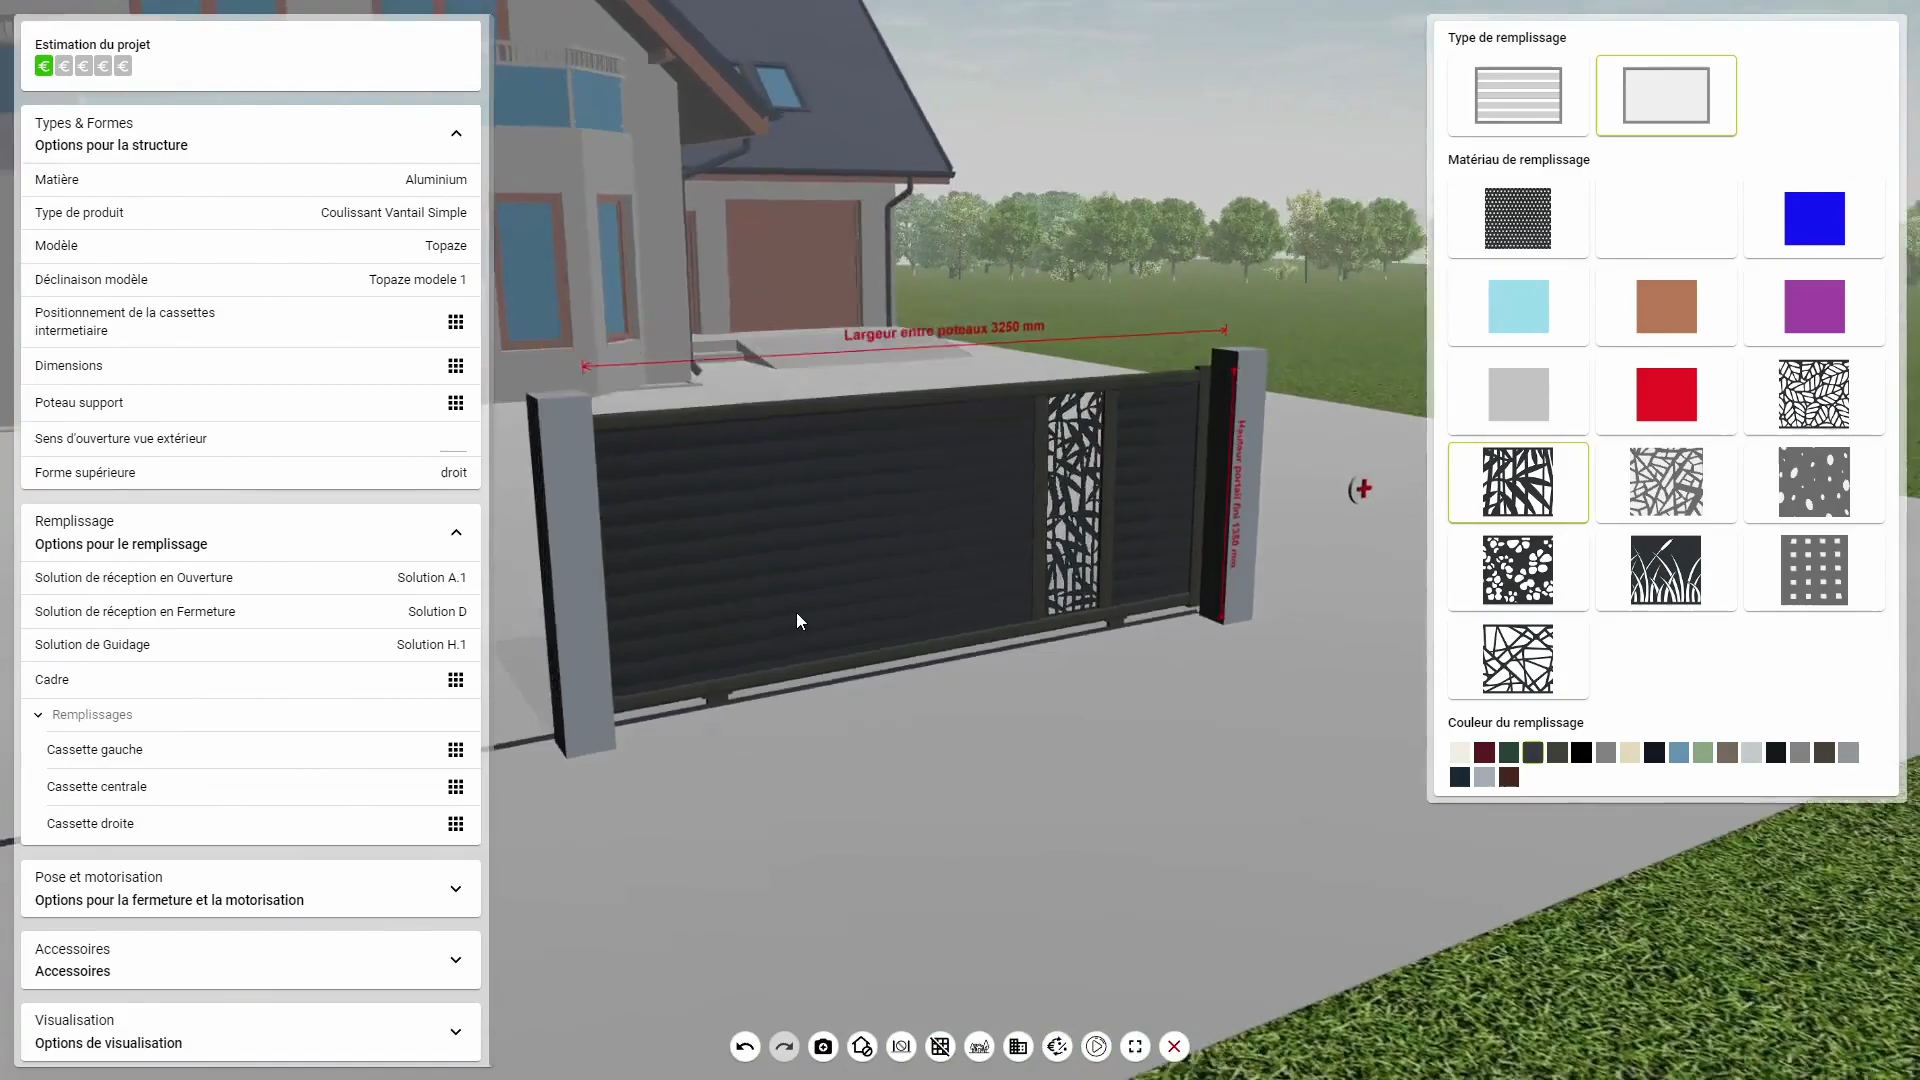 Estimation du projet
€ € € € €
Types & Formes
Options pour la structure
Matière Aluminium
Type de produit Coulissant Vantail Simple
Modèle Topaze
Déclinaison modèle Topaze modele 1
Positionnement de la cassettes
intermetiaire
Dimensions
Poteau support
Sens d'ouverture vue extérieur
Forme supérieure droit
Remplissage
Options pour le remplissage
Solution de réception en Ouverture Solution A.1
Solution de réception en Fermeture Solution D
Solution de Guidage Solution H.1
Cadre
Remplissages
Cassette gauche
Cassette centrale
Cassette droite
Pose et motorisation
Options pour la fermeture et la motorisation
Accessoires
Accessoires
Visualisation
Options de visualisation
Largeur entre poteaux 3250 mm
Hauteur portail fini 1350 mm
Type de remplissage
Matériau de remplissage
Couleur du remplissage